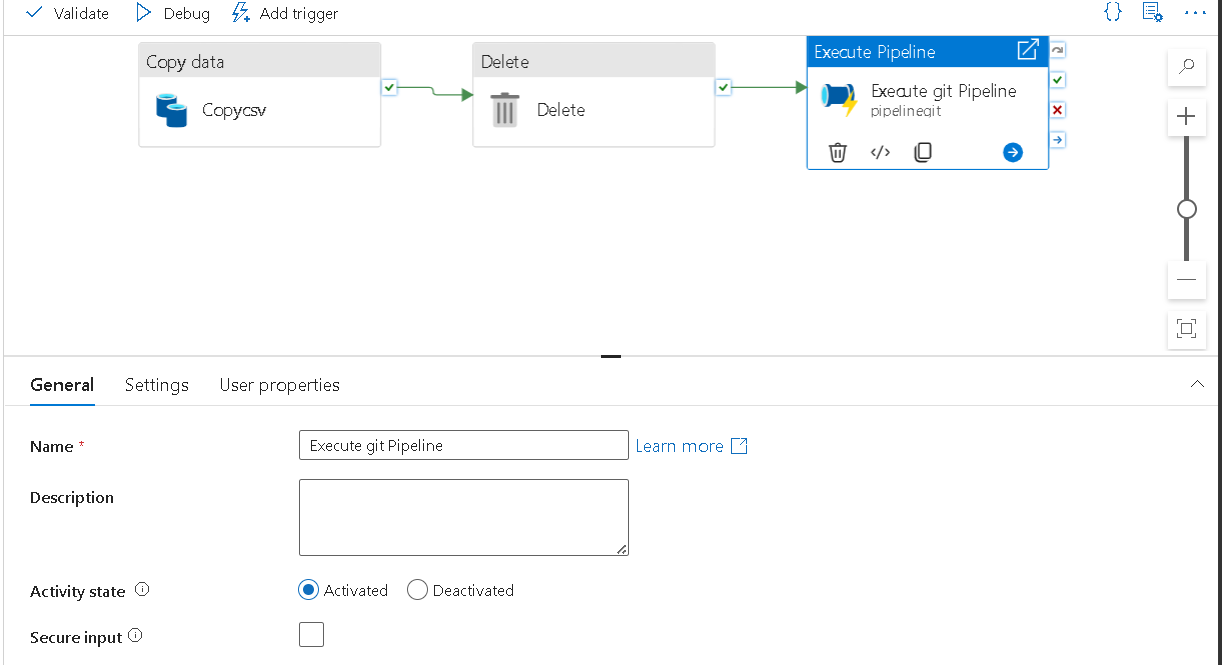 Validate Debug Add trigger {}
Copy data
Copycsv
Delete
Delete
Execute Pipeline
Execute git Pipeline
pipelinegit
</>
General Settings User properties
Name * Execute git Pipeline Learn more
Description
Activity state Activated Deactivated
Secure input